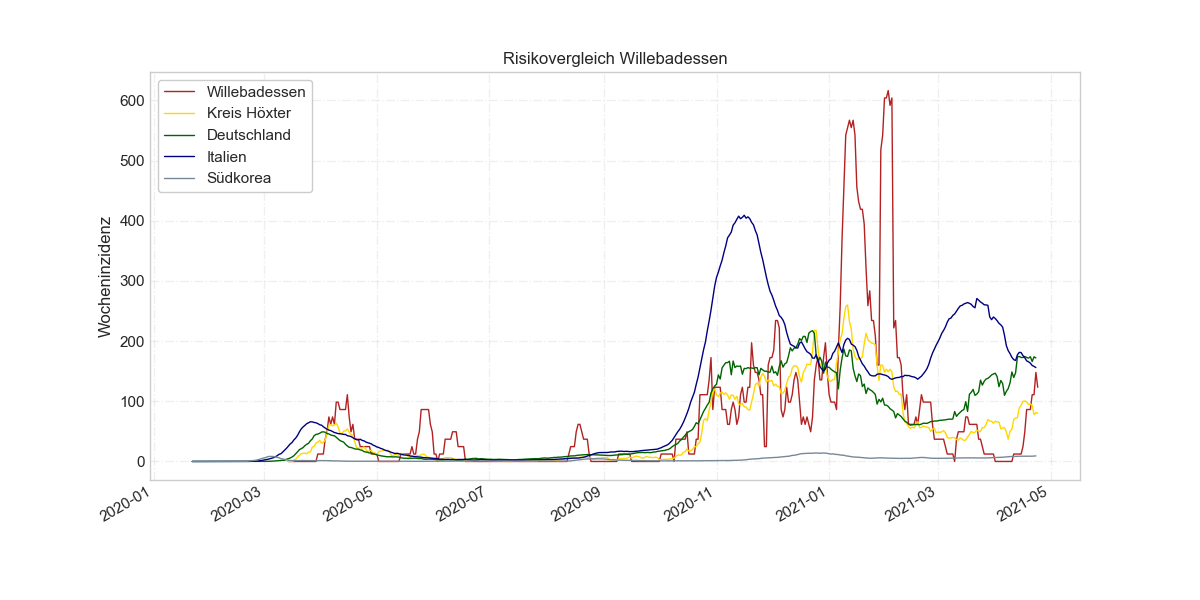 Risikovergleich Willebadessen
Willebadessen
Kreis Höxter
Deutschland
Italien
Südkorea
Wocheninzidenz
600
500
400
300
200
100
0
2020-01
2020-03
2020-05
2020-07
2020-09
2020-11
2021-01
2021-03
2021-05